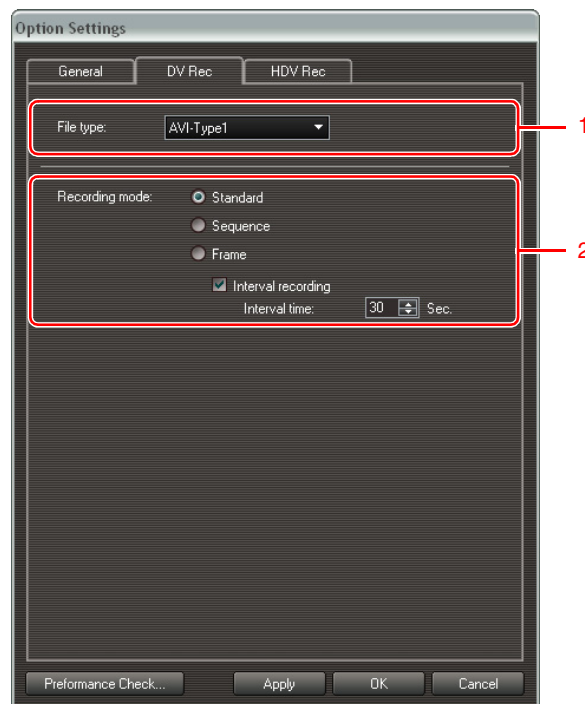 Option Settings
General DV Rec HDV Rec
File type: AVI-Type1
1
Recording mode: Standard
Sequence
2
Frame
Interval recording
Interval time: 30 Sec.
Preformance Check... Apply OK Cancel